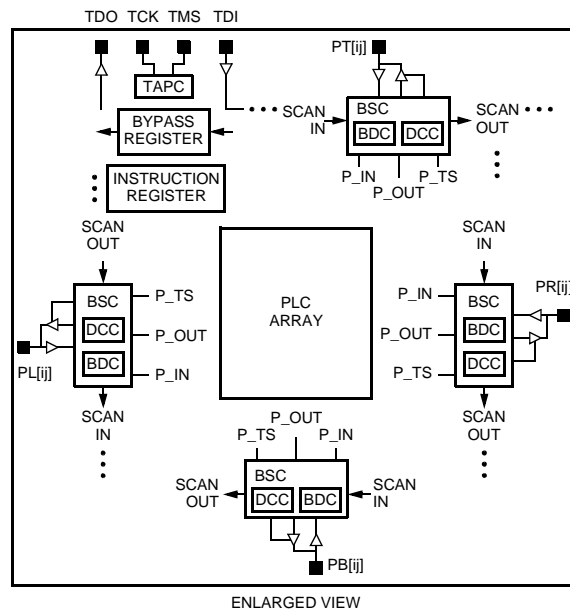 TDO TCK TMS TDI
PT[ij]
TAPC
SCAN
IN
BSC
BDC DCC
SCAN
OUT
BYPASS
REGISTER
P_IN
P_OUT
P_TS
INSTRUCTION
REGISTER
SCAN
OUT
BSC
DCC
BDC
P_TS
P_OUT
P_IN
PL[ij]
SCAN
IN
PLC
ARRAY
SCAN
IN
P_IN
P_OUT
P_TS
BSC
BDC
DCC
PR[ij]
SCAN
OUT
P_OUT
P_TS P_IN
SCAN
OUT
BSC
DCC BDC
SCAN
IN
PB[ij]
ENLARGED VIEW